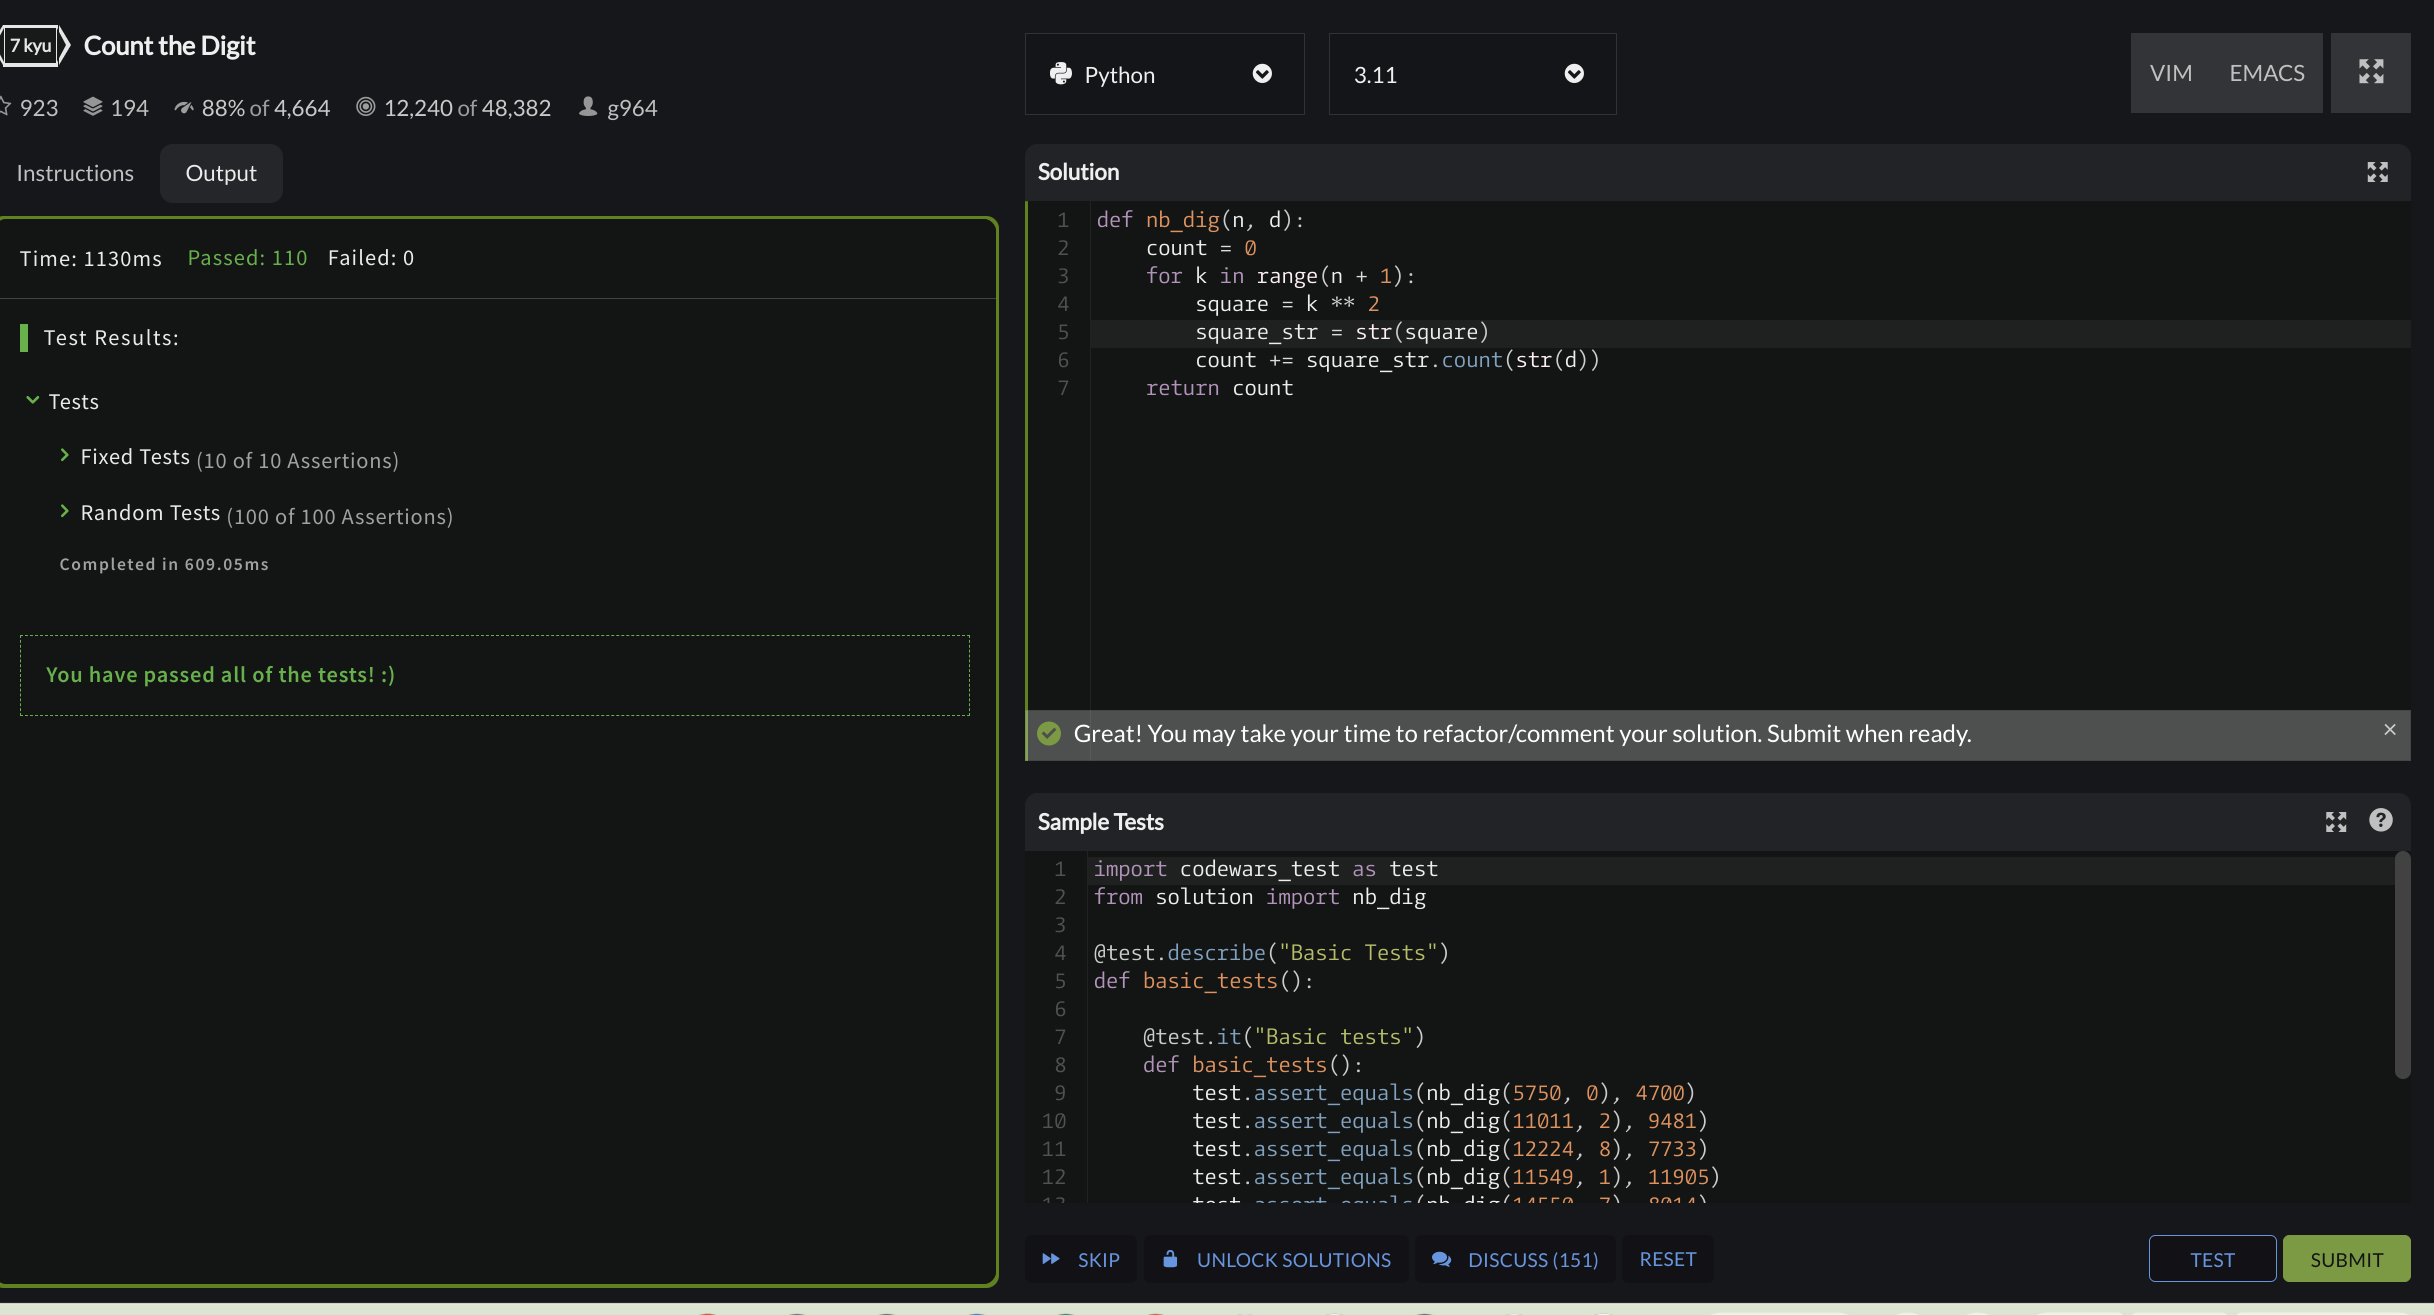 7 kyu Count the Digit
923 194 88% of 4,664 12,240 of 48,382 g964
Instructions Output
Time: 1130ms Passed: 110 Failed: 0
Test Results:
Tests
Fixed Tests (10 of 10 Assertions)
Random Tests (100 of 100 Assertions)
Completed in 609.05ms
You have passed all of the tests! :)
Python 3.11 VIM EMACS
Solution
1 def nb_dig(n, d):
2     count = 0
3     for k in range(n + 1):
4         square = k ** 2
5         square_str = str(square)
6         count += square_str.count(str(d))
7     return count
Great! You may take your time to refactor/comment your solution. Submit when ready.
Sample Tests
1 import codewars_test as test
2 from solution import nb_dig
3
4 @test.describe("Basic Tests")
5 def basic_tests():
6
7     @test.it("Basic tests")
8     def basic_tests():
9         test.assert_equals(nb_dig(5750, 0), 4700)
10         test.assert_equals(nb_dig(11011, 2), 9481)
11         test.assert_equals(nb_dig(12224, 8), 7733)
12         test.assert_equals(nb_dig(11549, 1), 11905)
13         test.assert_equals(nb_dig(14550, 7), 8014)
SKIP UNLOCK SOLUTIONS DISCUSS (151) RESET TEST SUBMIT